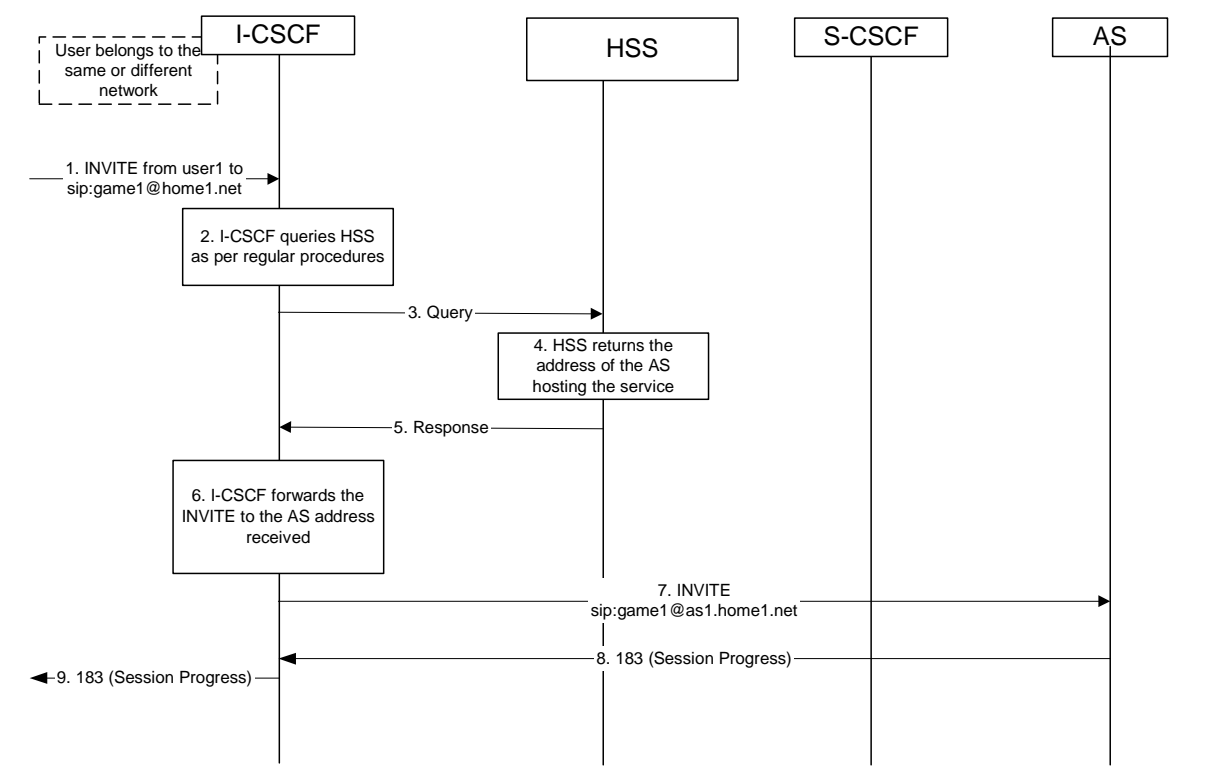 I-CSCF
HSS
S-CSCF
AS
User belongs to the
same or different
network
1. INVITE from user1 to
sip:game1@home1.net
2. I-CSCF queries HSS
as per regular procedures
3. Query
4. HSS returns the
address of the AS
hosting the service
5. Response
6. I-CSCF forwards the
INVITE to the AS address
received
7. INVITE
sip:game1@as1.home1.net
8. 183 (Session Progress)
9. 183 (Session Progress)